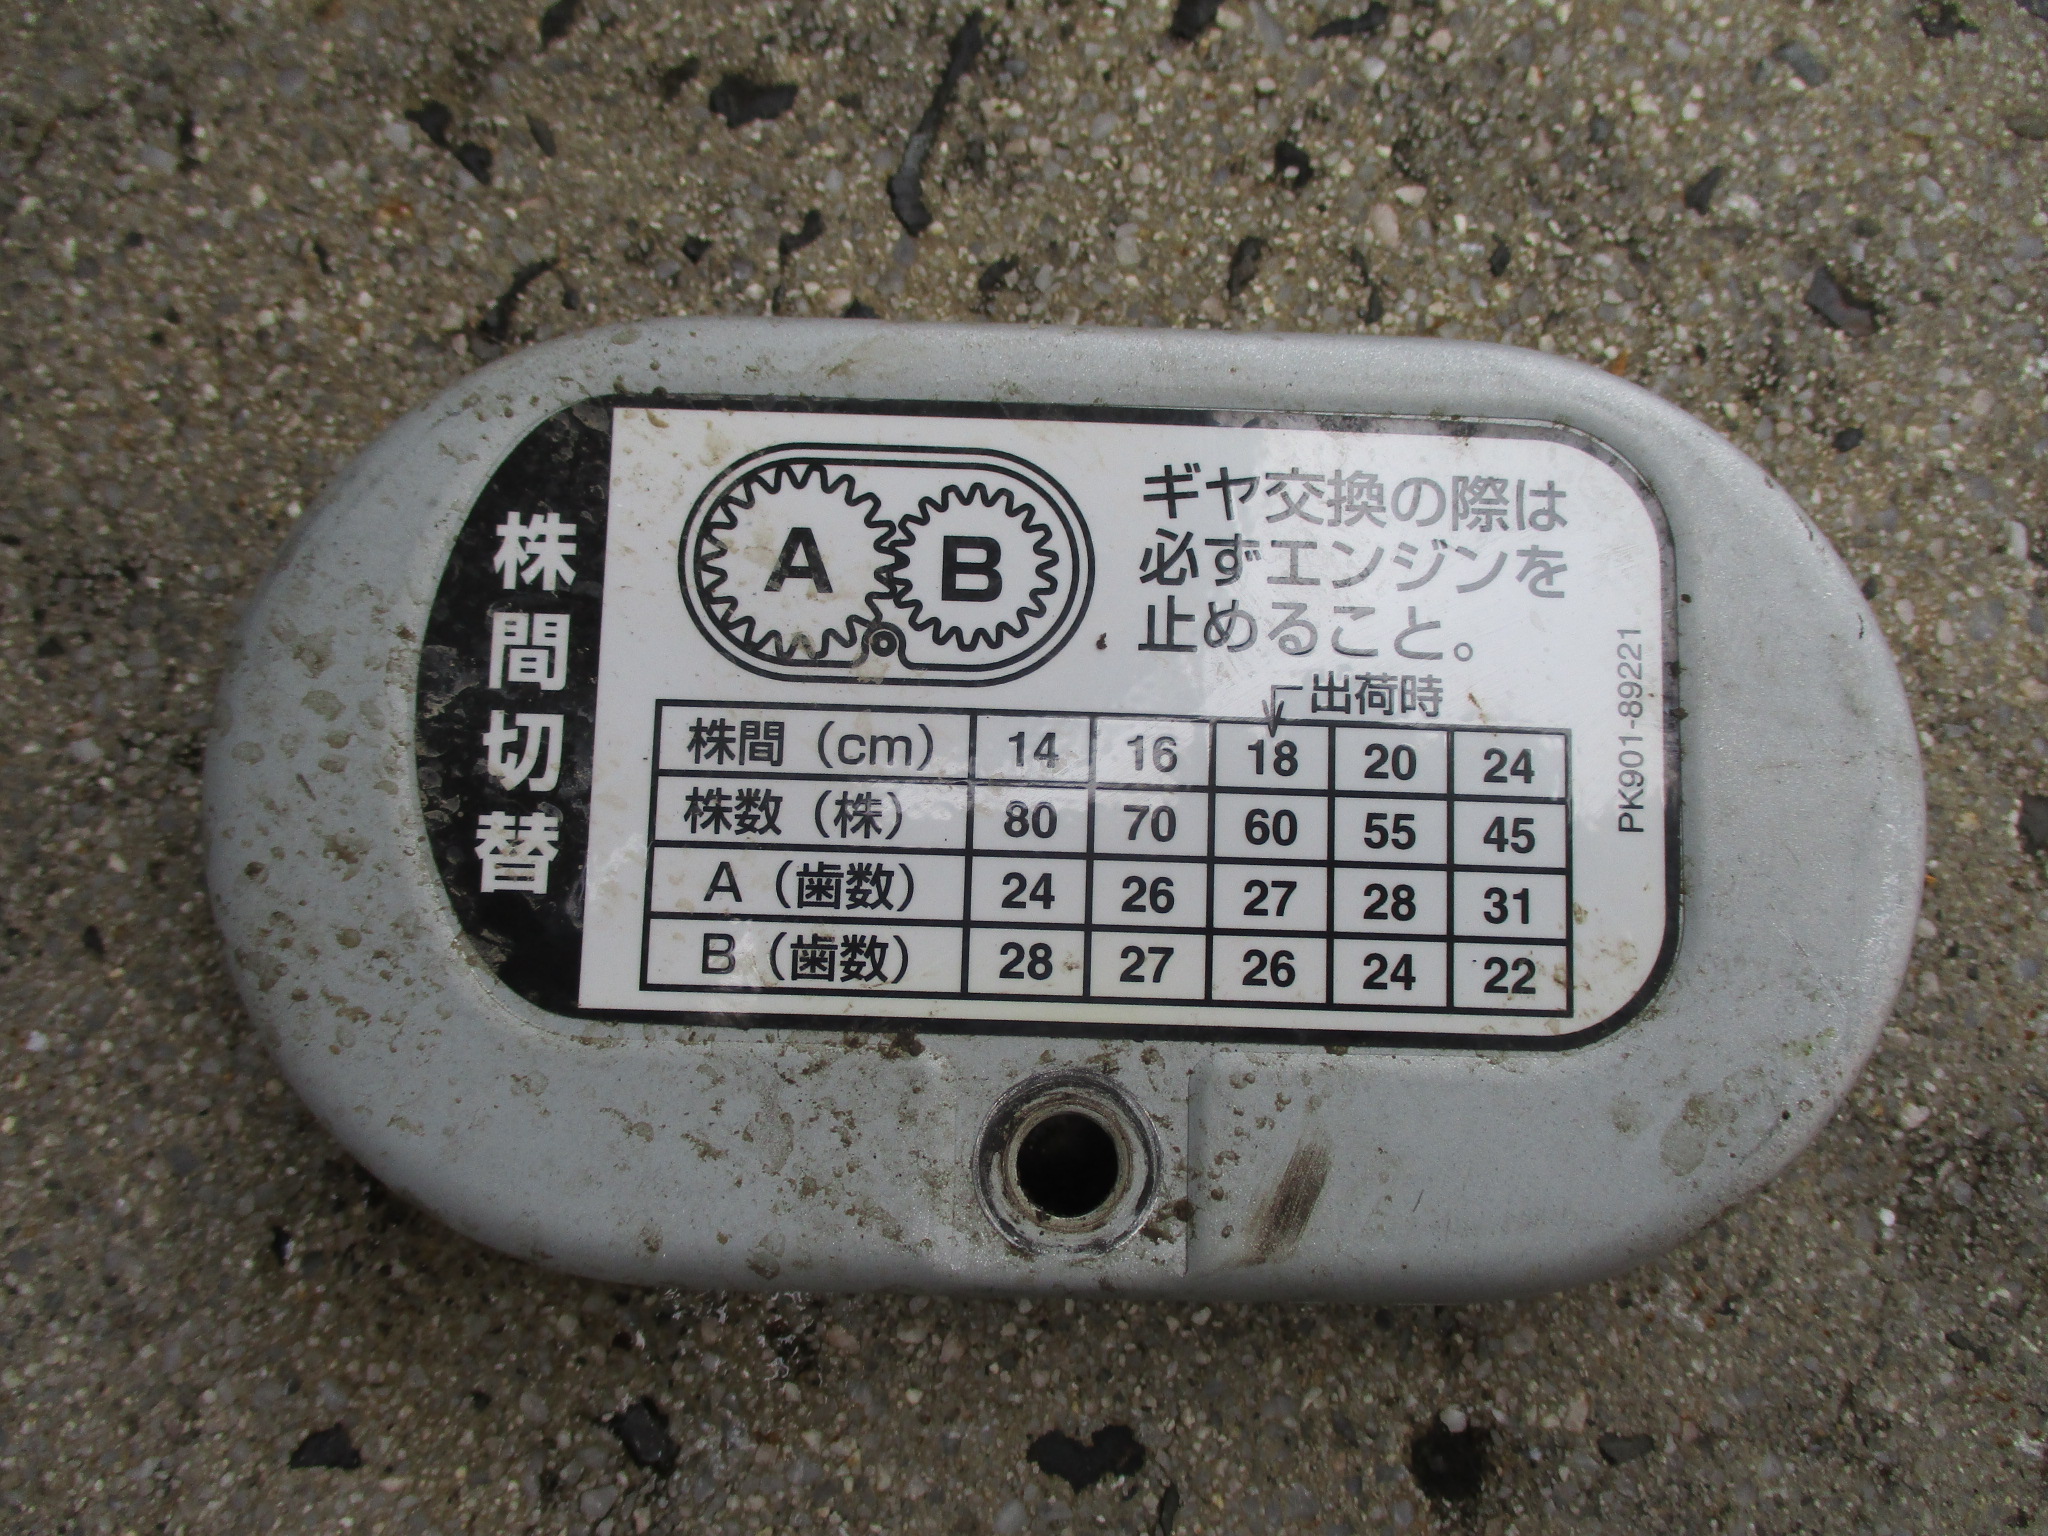 株間切替
A B
ギヤ交換の際は
必ずエンジンを
止めること。
出荷時
株間（cm） 14 16 18 20 24
株数（株） 80 70 60 55 45
A（歯数） 24 26 27 28 31
B（歯数） 28 27 26 24 22
PK901-89221